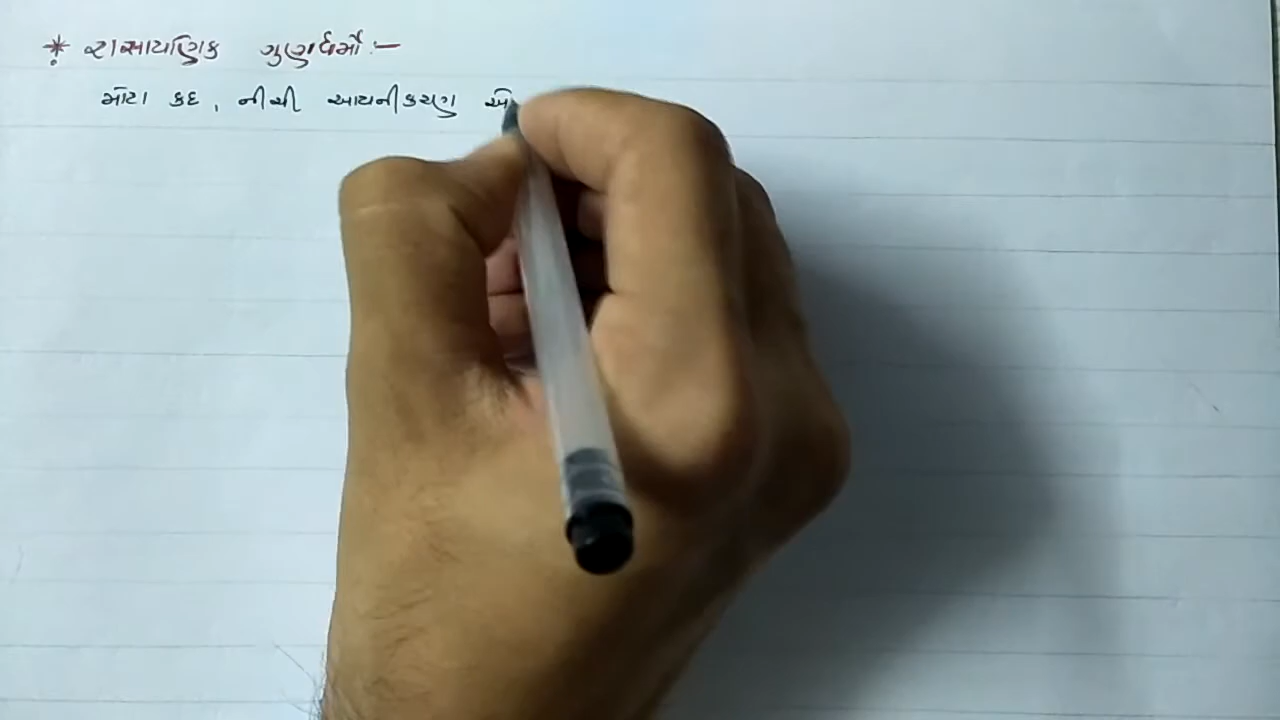 * રાસાયણિક ગુણધર્મો :-
મોટા કદ, નીચી આયનીકરણ